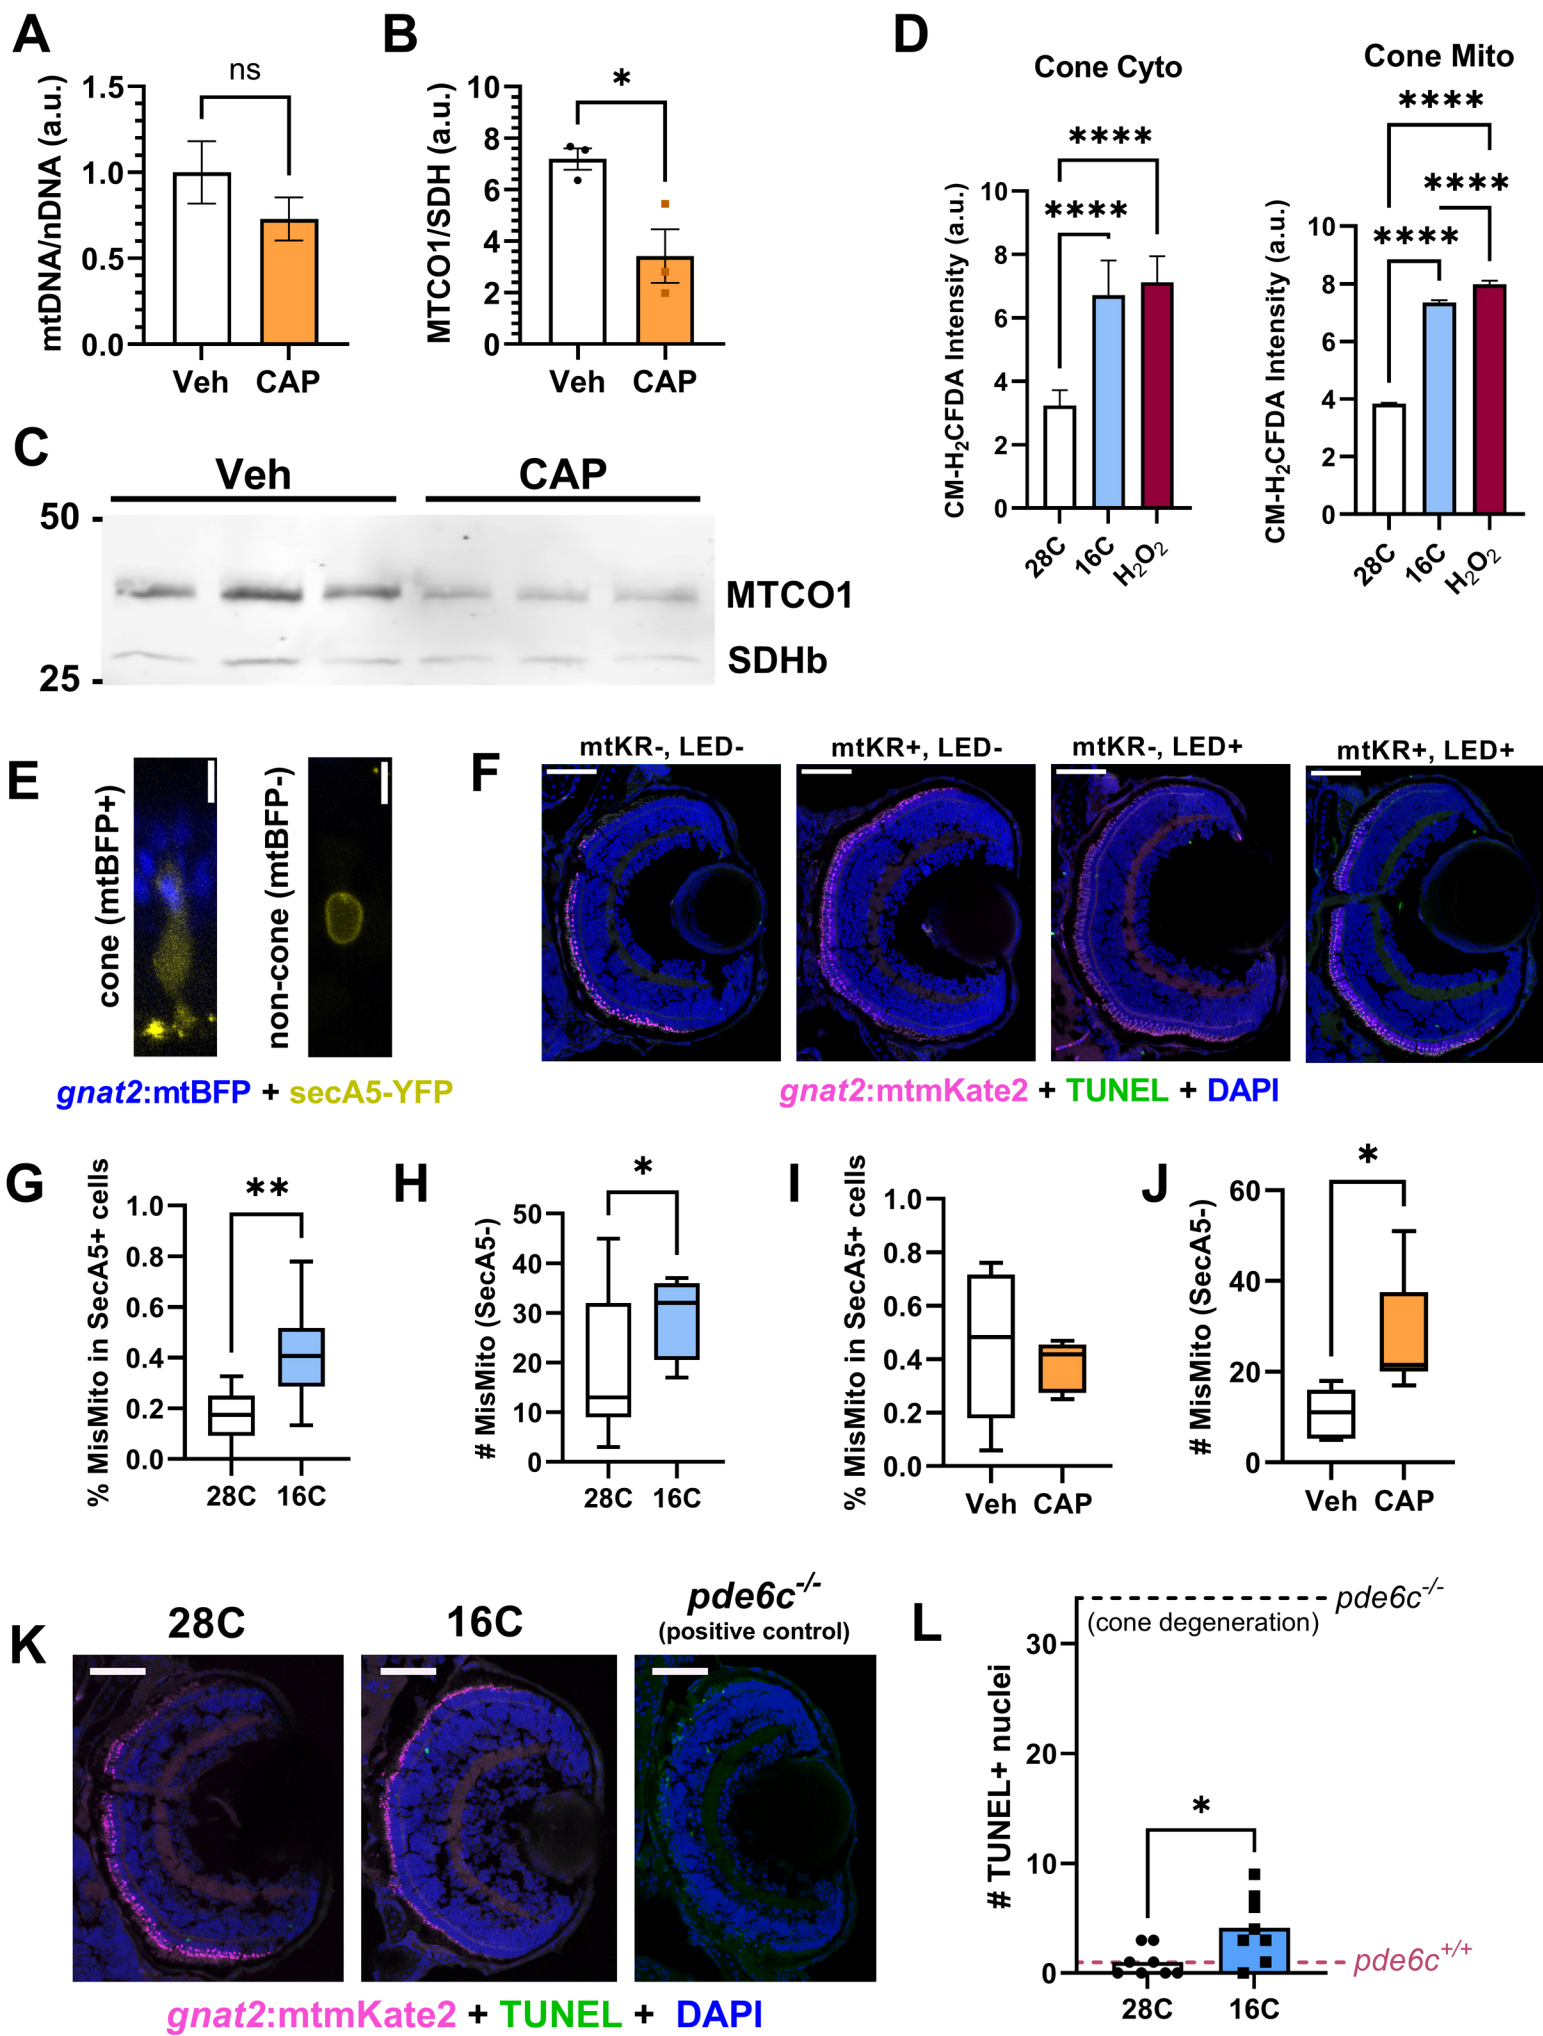 A
ns
mtDNA/nDNA (a.u.)
1.5
1.0
0.5
0.0
Veh CAP
B
*
MTCO1/SDH (a.u.)
10
8
6
4
2
0
Veh CAP
D
Cone Cyto
****
****
CM-H₂CFDA Intensity (a.u.)
10
8
6
4
2
0
28C
16C
H₂O₂
Cone Mito
****
****
****
CM-H₂CFDA Intensity (a.u.)
10
8
6
4
2
0
28C
16C
H₂O₂
C
Veh CAP
50 -
25 -
MTCO1
SDHb
E
cone (mtBFP+)
non-cone (mtBFP-)
gnat2:mtBFP + secA5-YFP
F
mtKR-, LED-
mtKR+, LED-
mtKR-, LED+
mtKR+, LED+
gnat2:mtmKate2 + TUNEL + DAPI
G
**
% MisMito in SecA5+ cells
1.0
0.8
0.6
0.4
0.2
0.0
28C 16C
H
*
# MisMito (SecA5-)
50
40
30
20
10
0
28C 16C
I
% MisMito in SecA5+ cells
1.0
0.8
0.6
0.4
0.2
0.0
Veh CAP
J
*
# MisMito (SecA5-)
60
40
20
0
Veh CAP
K
28C
16C
pde6c-/-
(positive control)
gnat2:mtmKate2 + TUNEL + DAPI
L
pde6c-/-
(cone degeneration)
# TUNEL+ nuclei
30
20
10
0
*
pde6c+/+
28C 16C